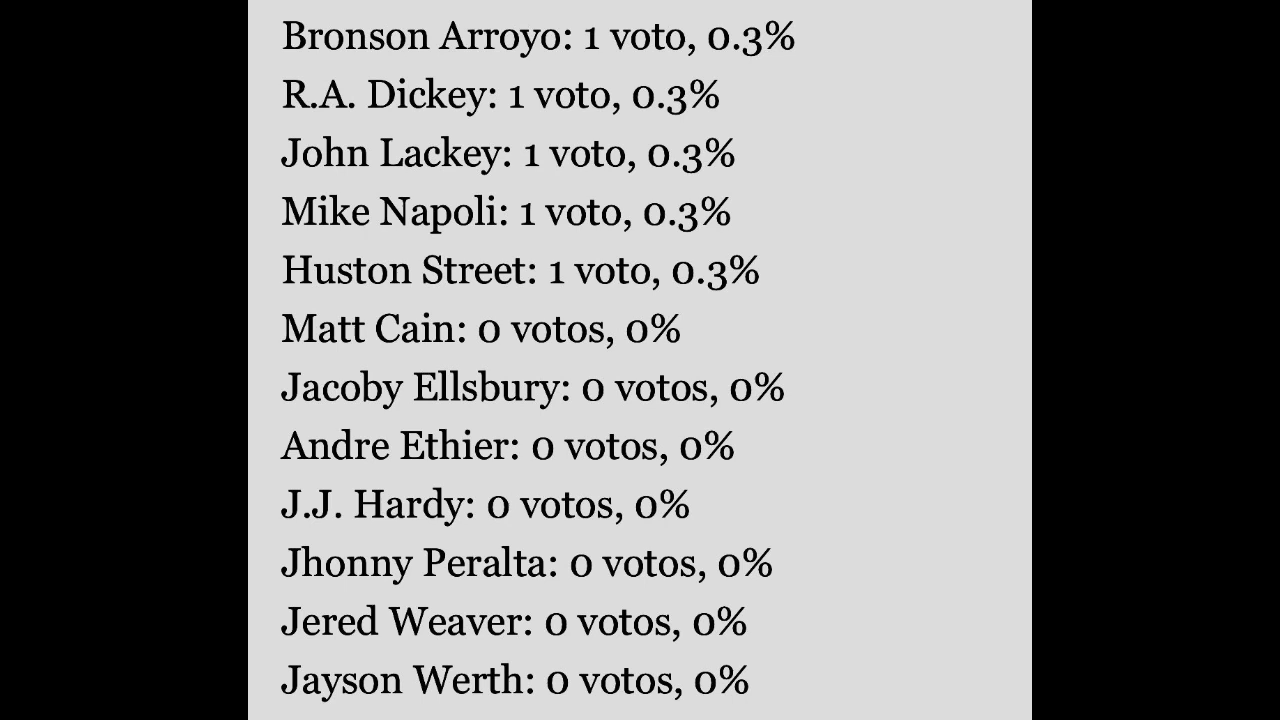 Bronson Arroyo: 1 voto, 0.3%
R.A. Dickey: 1 voto, 0.3%
John Lackey: 1 voto, 0.3%
Mike Napoli: 1 voto, 0.3%
Huston Street: 1 voto, 0.3%
Matt Cain: 0 votos, 0%
Jacoby Ellsbury: 0 votos, 0%
Andre Ethier: 0 votos, 0%
J.J. Hardy: 0 votos, 0%
Jhonny Peralta: 0 votos, 0%
Jered Weaver: 0 votos, 0%
Jayson Werth: 0 votos, 0%